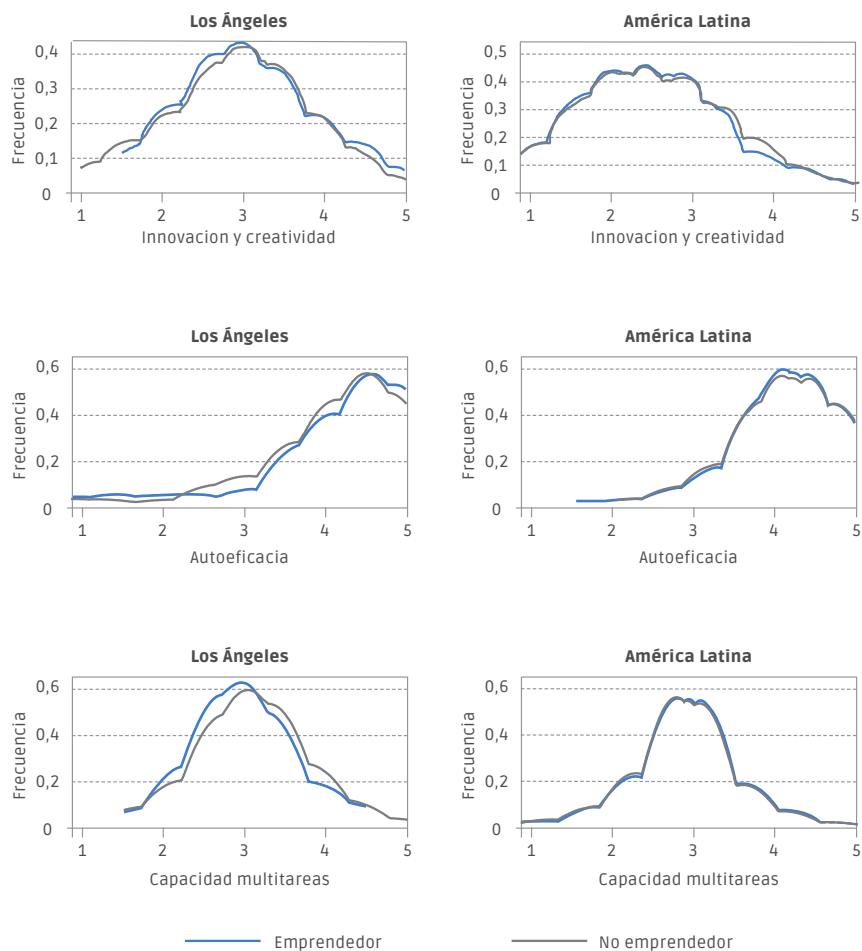 Los Ángeles
Frecuencia
0,4
0,3
0,2
0,1
0
1 2 3 4 5
Innovacion y creatividad
América Latina
Frecuencia
0,5
0,4
0,3
0,2
0,1
0
1 2 3 4 5
Innovacion y creatividad
Los Ángeles
Frecuencia
0,6
0,4
0,2
0
1 2 3 4 5
Autoeficacia
América Latina
Frecuencia
0,6
0,4
0,2
0
1 2 3 4 5
Autoeficacia
Los Ángeles
Frecuencia
0,6
0,4
0,2
0
1 2 3 4 5
Capacidad multitareas
América Latina
Frecuencia
0,6
0,4
0,2
0
1 2 3 4 5
Capacidad multitareas
Emprendedor
No emprendedor